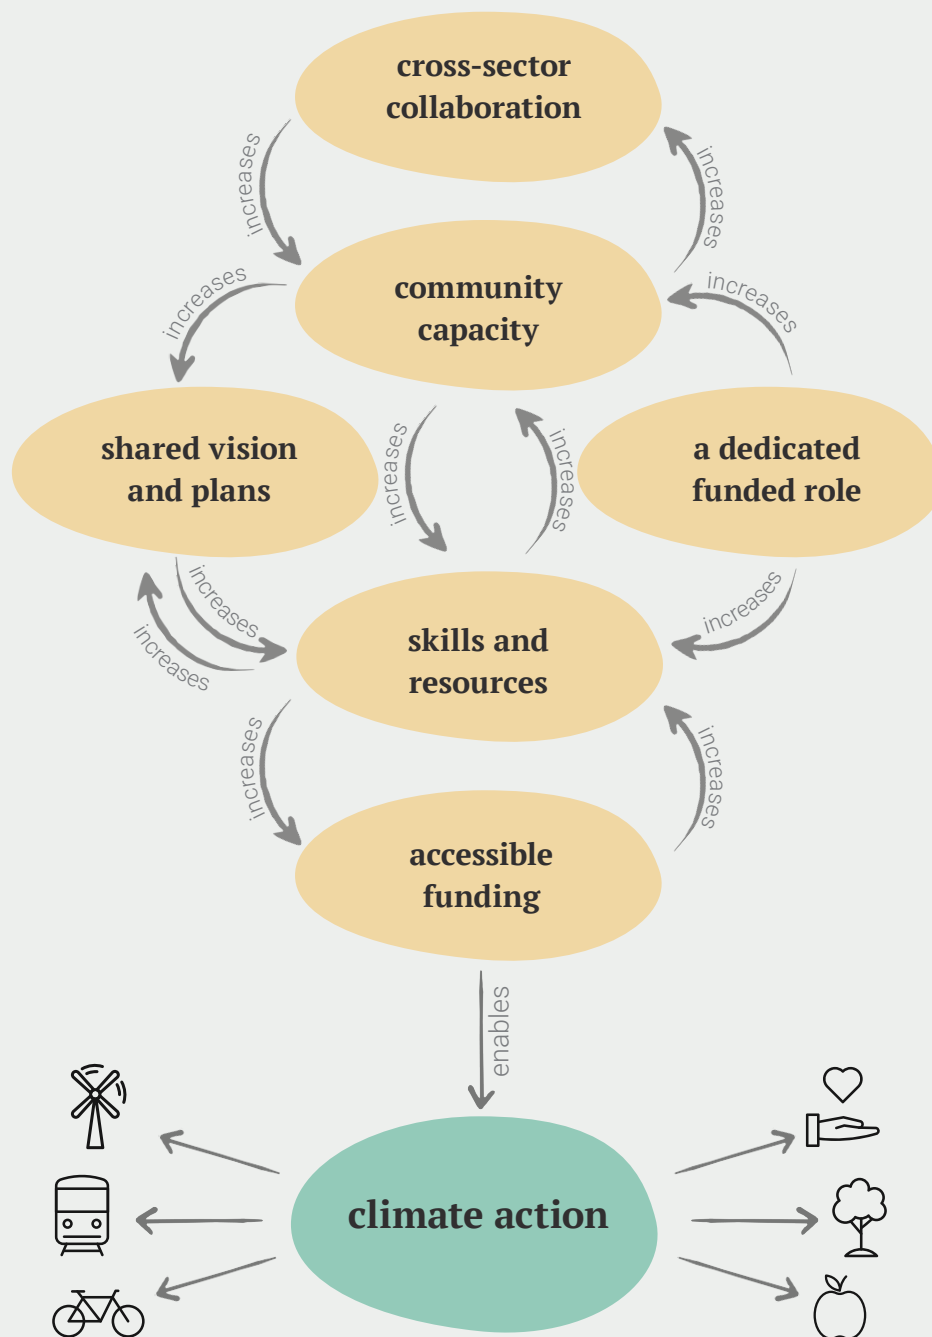 cross-sector
collaboration
increases
increases
community
capacity
increases
increases
shared vision
and plans
increases
increases
a dedicated
funded role
increases
increases
increases
skills and
resources
increases
increases
accessible
funding
enables
climate action